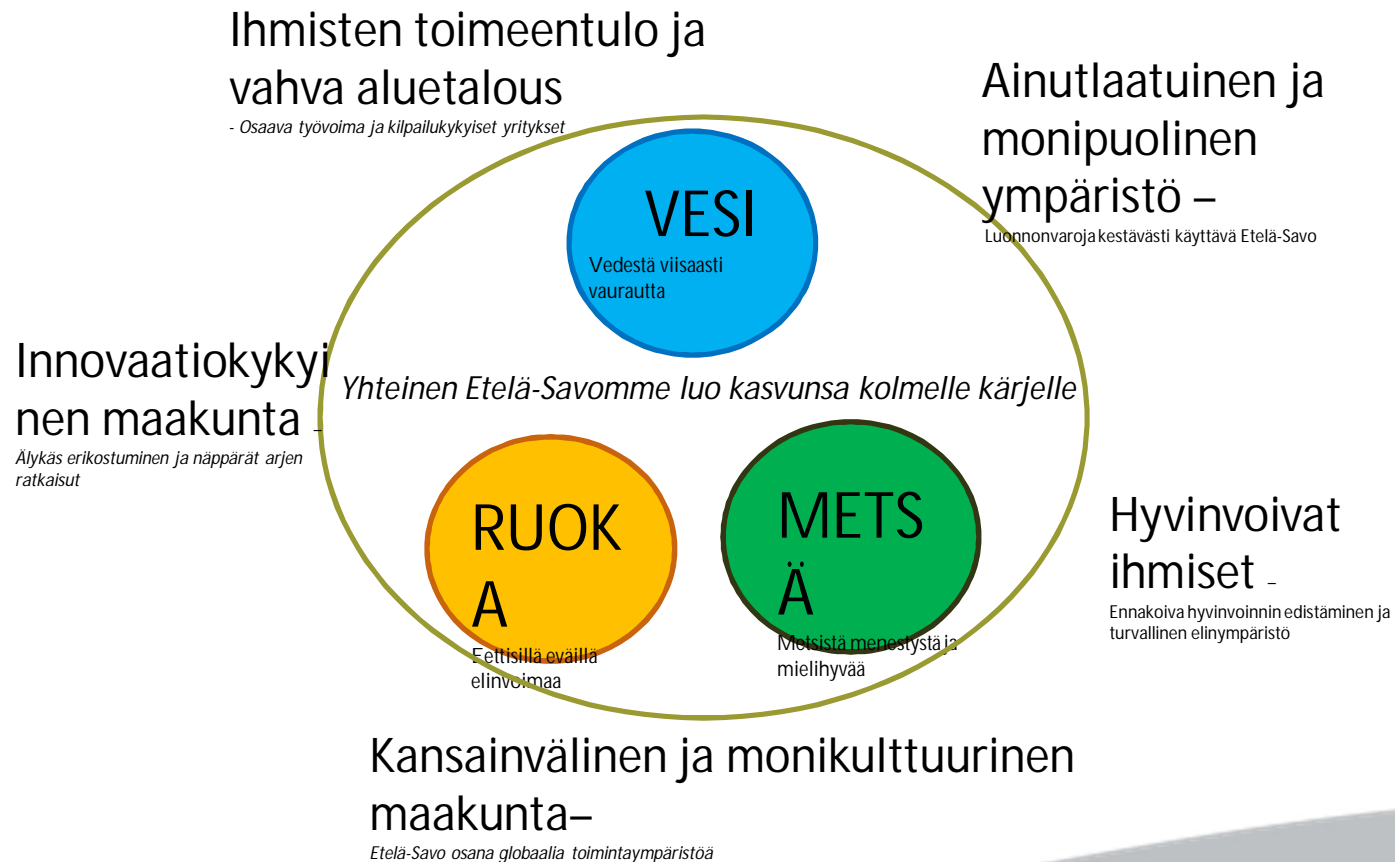 Ihmisten toimeentulo ja
vahva aluetalous
- Osaava työvoima ja kilpailukykyiset yritykset
Ainutlaatuinen ja
monipuolinen
ympäristö –
Luonnonvaroja kestävästi käyttävä Etelä-Savo
VESI
Vedestä viisaasti
vaurautta
Innovaatiokykyi
nen maakunta –
Älykäs erikostuminen ja näppärät arjen
ratkaisut
Yhteinen Etelä-Savomme luo kasvunsa kolmelle kärjelle
RUOK
A
Eettisillä eväillä
elinvoimaa
METS
Ä
Metsistä menestystä ja
mielihyvää
Hyvinvoivat
ihmiset –
Ennakoiva hyvinvoinnin edistäminen ja
turvallinen elinympäristö
Kansainvälinen ja monikulttuurinen
maakunta–
Etelä-Savo osana globaalia toimintaympäristöä